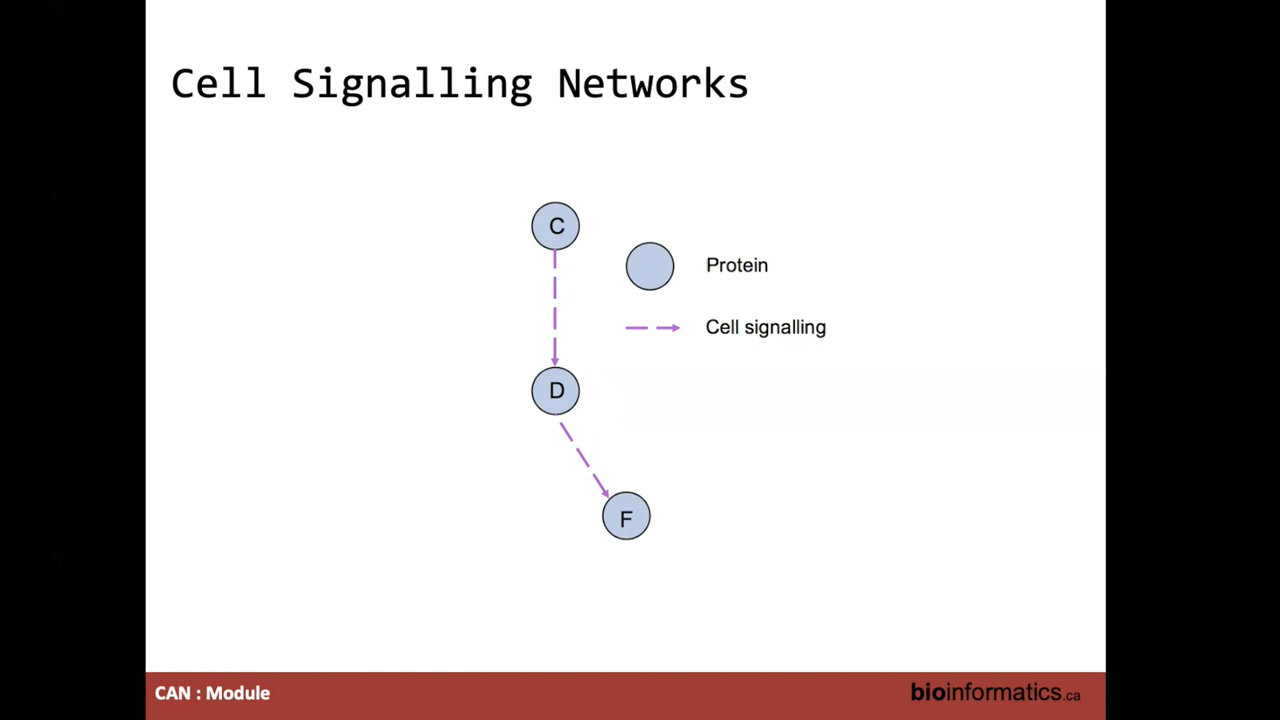 Cell Signalling Networks
C
Protein
Cell signalling
D
F
CAN : Module
bioinformatics.ca